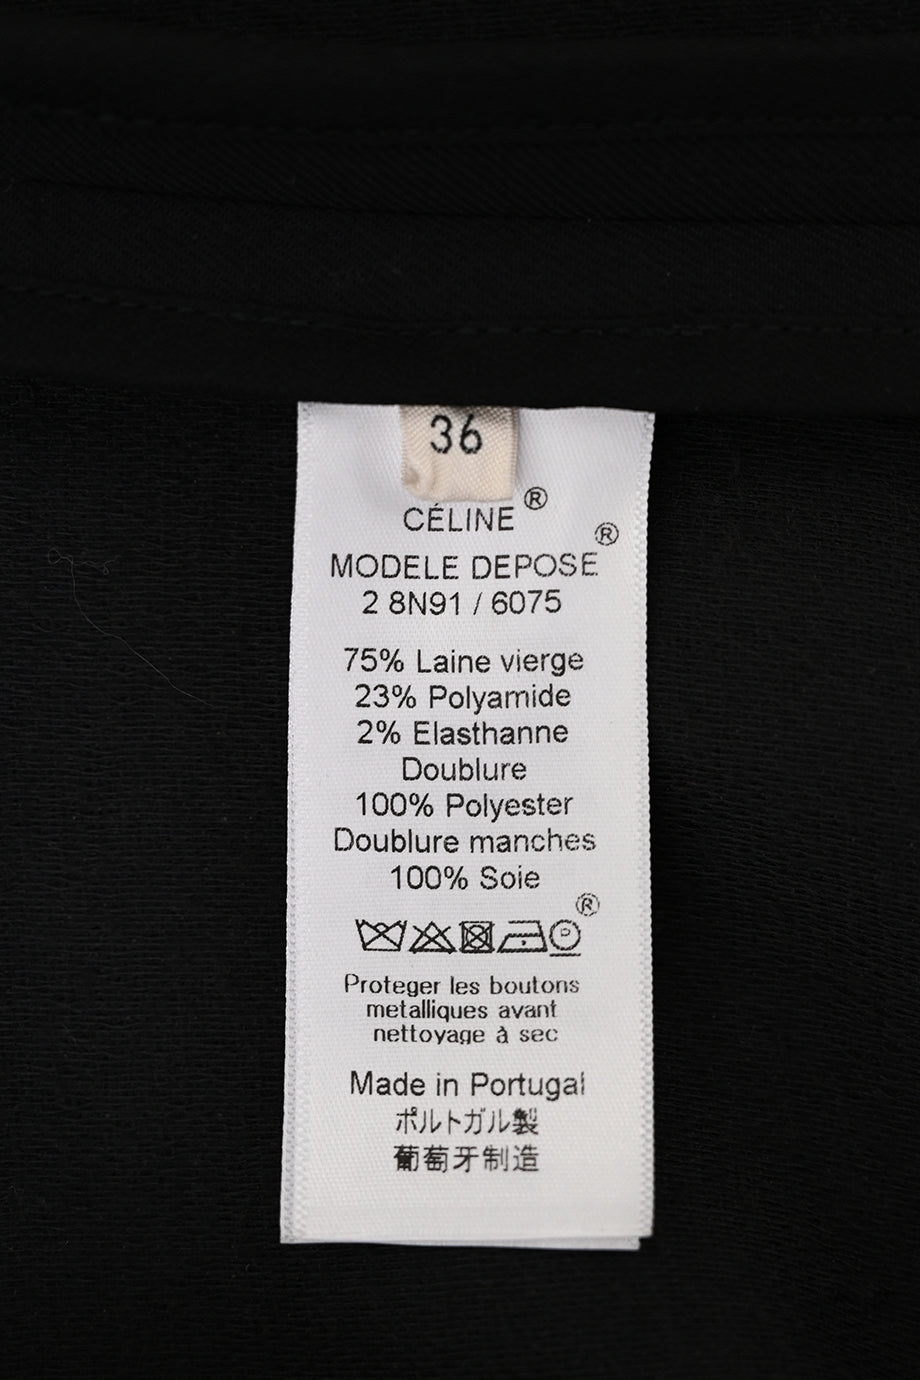 36
CÉLINE ®
MODELE DEPOSE ®
2 8N91 / 6075
75% Laine vierge
23% Polyamide
2% Elasthanne
Doublure
100% Polyester
Doublure manches
100% Soie
®
P
Proteger les boutons
metalliques avant
nettoyage à sec
Made in Portugal
ポルトガル製
葡萄牙制造